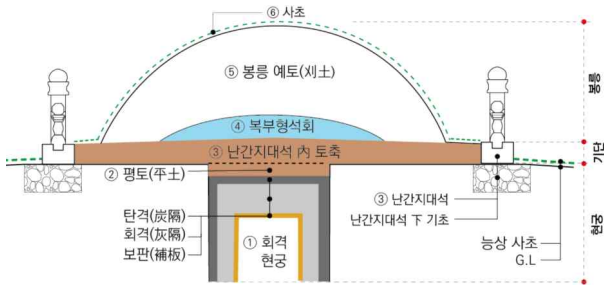 ⑥ 사초
⑤ 봉릉 예토(刈土)
④ 복부형석회
③ 난간지대석 內 토축
② 평토(平土)
탄격(炭隔)
회격(灰隔)
보판(補板)
① 회격
현궁
③ 난간지대석
난간지대석 下 기초
능상 사초
G.L
봉릉
기단
현궁